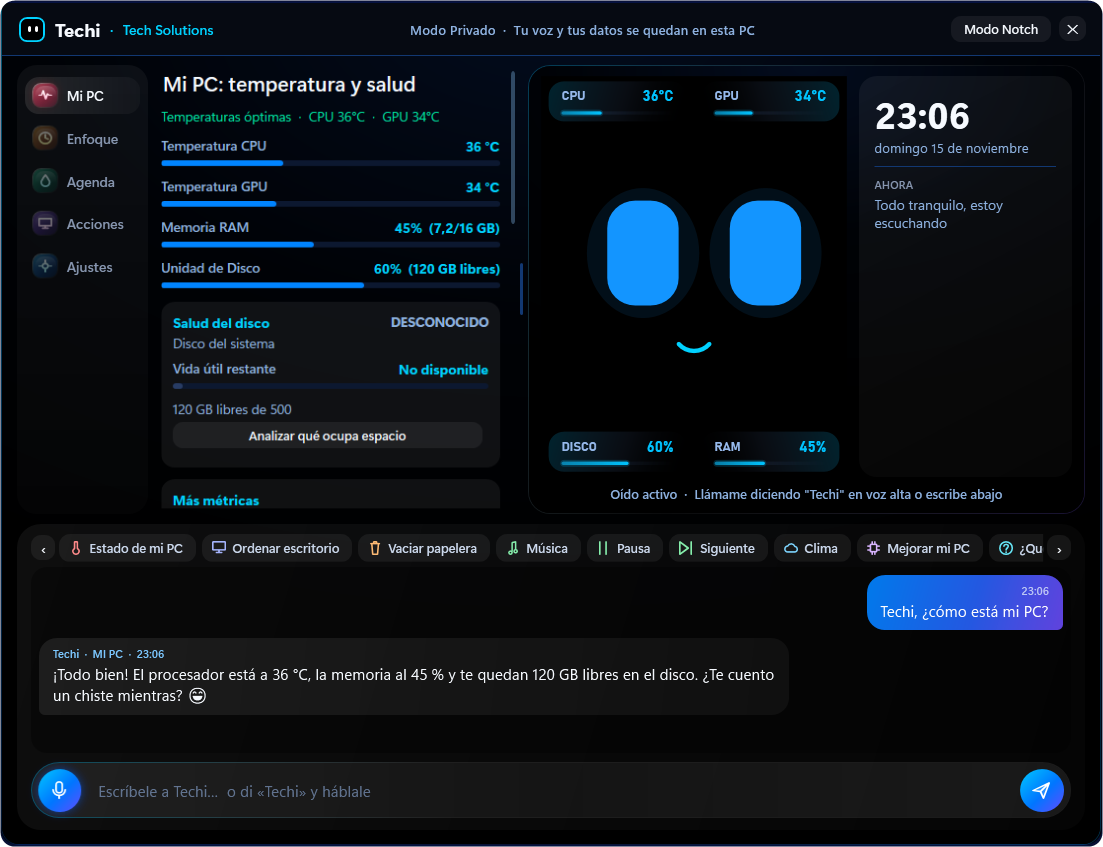 Techi · Tech Solutions
Modo Privado · Tu voz y tus datos se quedan en esta PC
Modo Notch
Mi PC
Enfoque
Agenda
Acciones
Ajustes
Mi PC: temperatura y salud
Temperaturas óptimas · CPU 36°C · GPU 34°C
Temperatura CPU 36 °C
Temperatura GPU 34 °C
Memoria RAM 45% (7,2/16 GB)
Unidad de Disco 60% (120 GB libres)
Salud del disco DESCONOCIDO
Disco del sistema
Vida útil restante No disponible
120 GB libres de 500
Analizar qué ocupa espacio
Más métricas
CPU 36°C GPU 34°C
DISCO 60% RAM 45%
Oído activo · Llámame diciendo "Techi" en voz alta o escribe abajo
23:06
domingo 15 de noviembre
AHORA
Todo tranquilo, estoy
escuchando
‹ Estado de mi PC Ordenar escritorio Vaciar papelera Música Pausa Siguiente Clima Mejorar mi PC ¿Qu ›
23:06
Techi, ¿cómo está mi PC?
Techi · MI PC · 23:06
¡Todo bien! El procesador está a 36 °C, la memoria al 45 % y te quedan 120 GB libres en el disco. ¿Te cuento
un chiste mientras? 😄
Escríbele a Techi... o di «Techi» y háblale